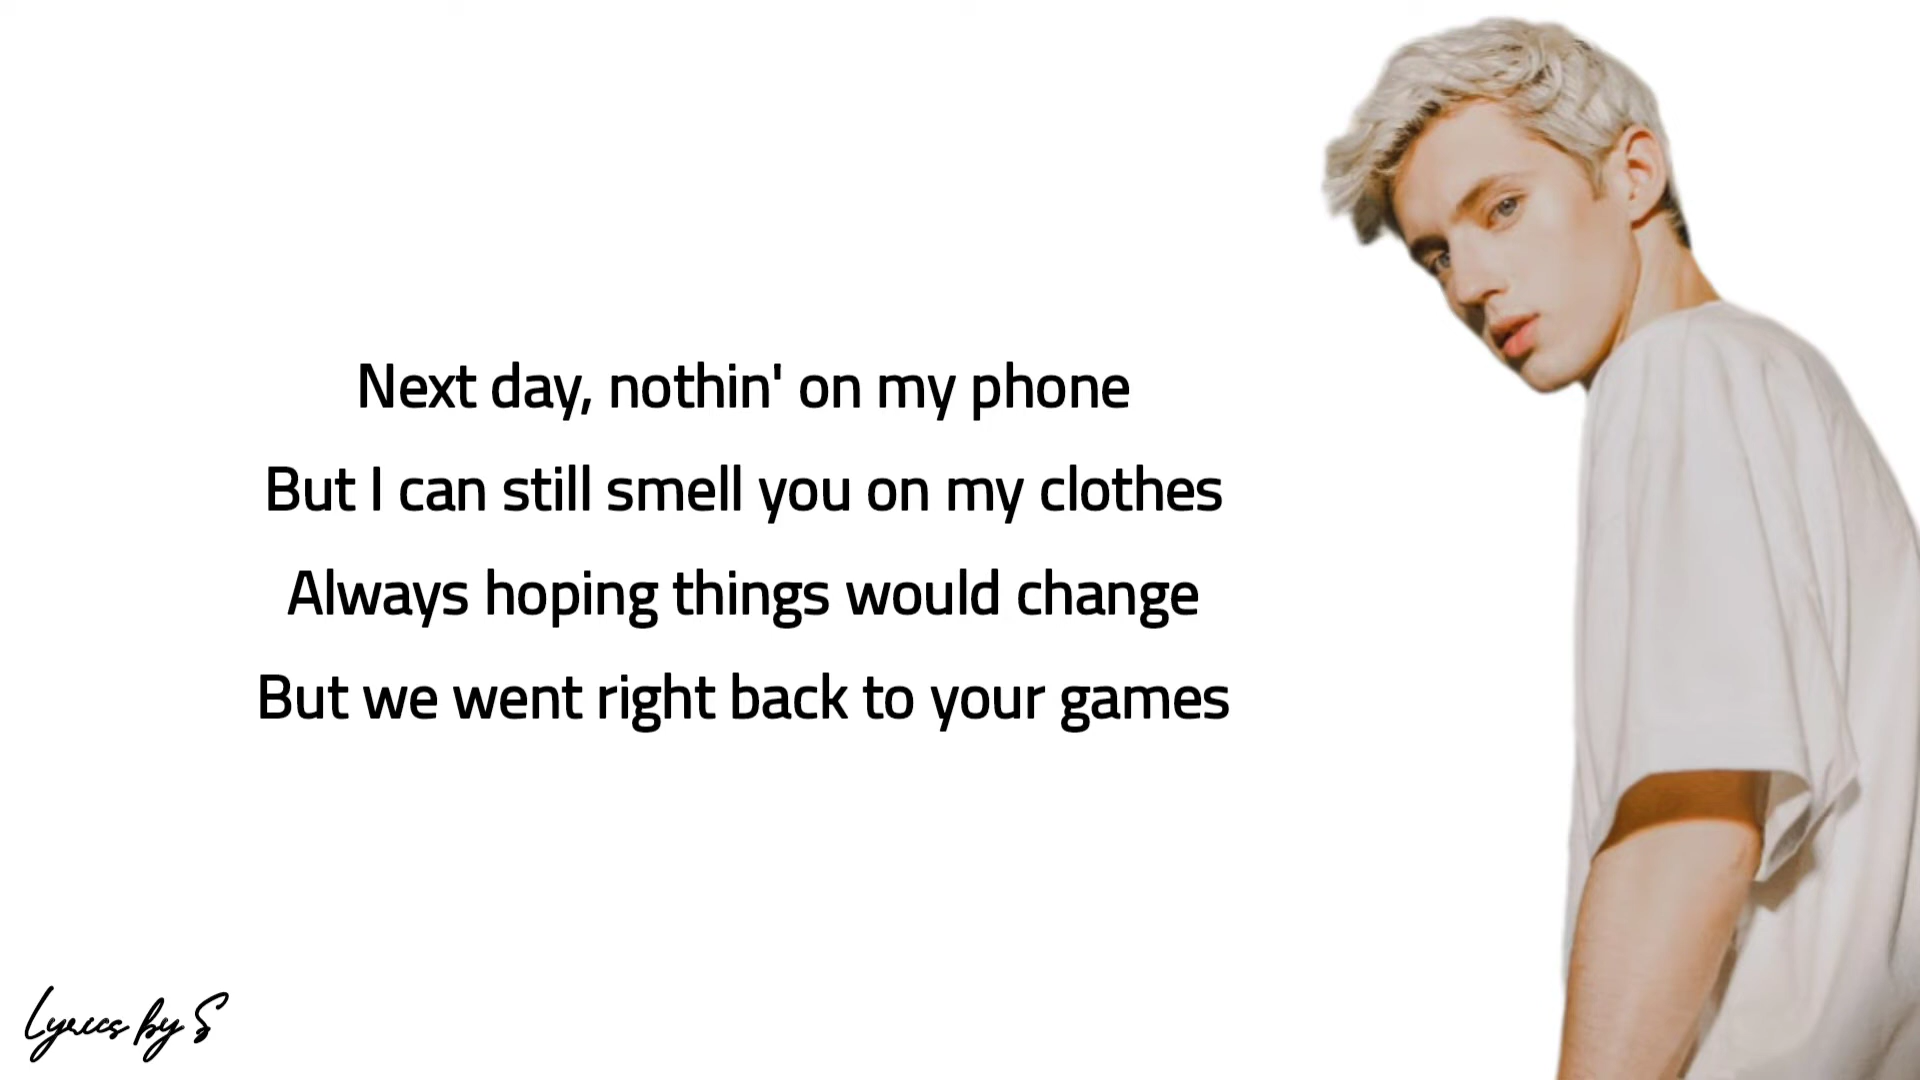 Next day, nothin' on my phone
But I can still smell you on my clothes
Always hoping things would change
But we went right back to your games
Lyrics by S